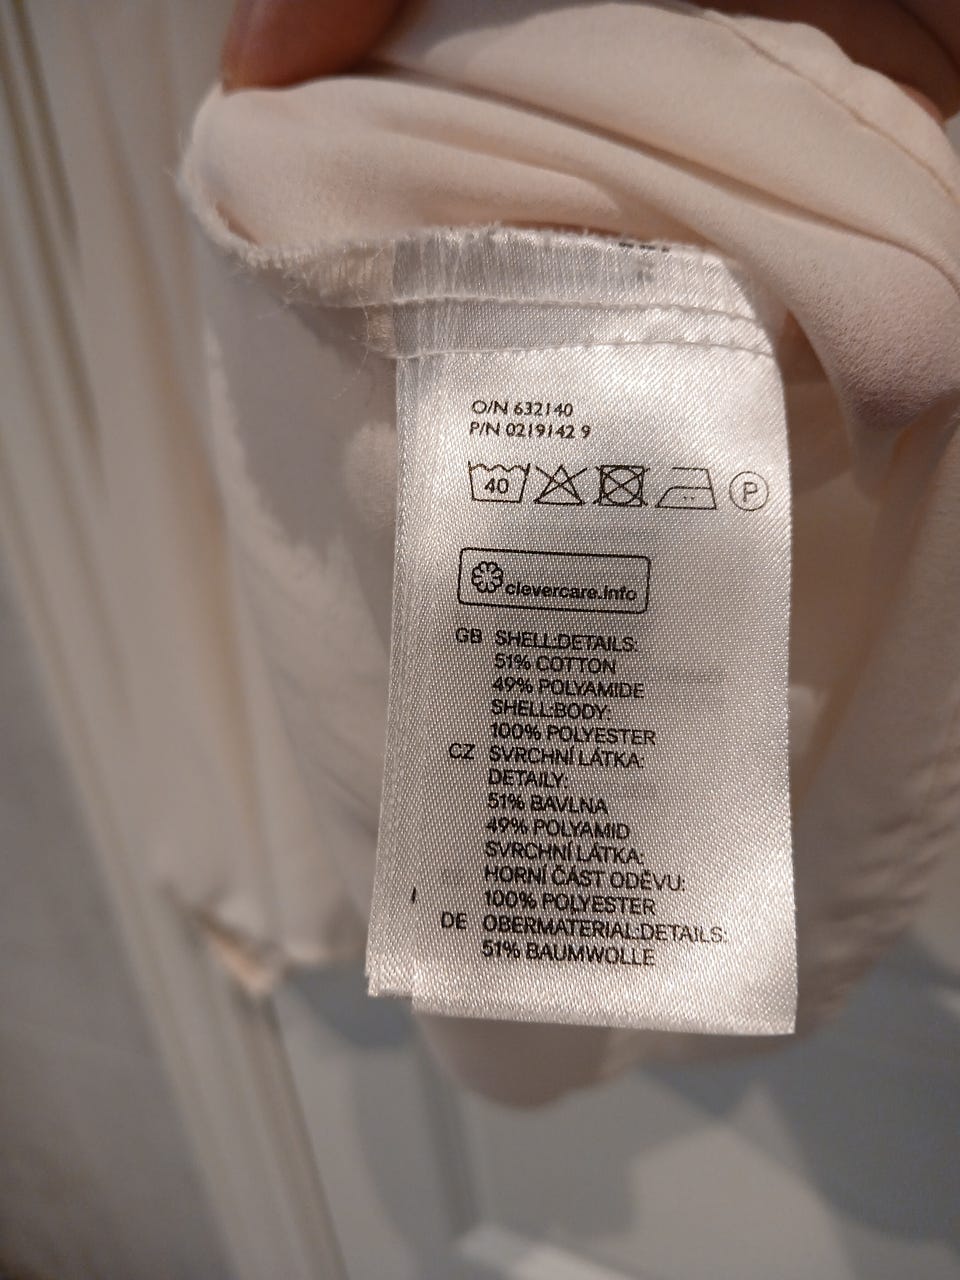 O/N 632140
P/N 0219142 9
40 P
clevercare.info
GB SHELL:DETAILS:
51% COTTON
49% POLYAMIDE
SHELL:BODY:
100% POLYESTER
CZ SVRCHNÍ LÁTKA:
DETAILY:
51% BAVLNA
49% POLYAMID
SVRCHNÍ LÁTKA:
HORNÍ ČÁST ODĚVU:
100% POLYESTER
DE OBERMATERIAL:DETAILS:
51% BAUMWOLLE